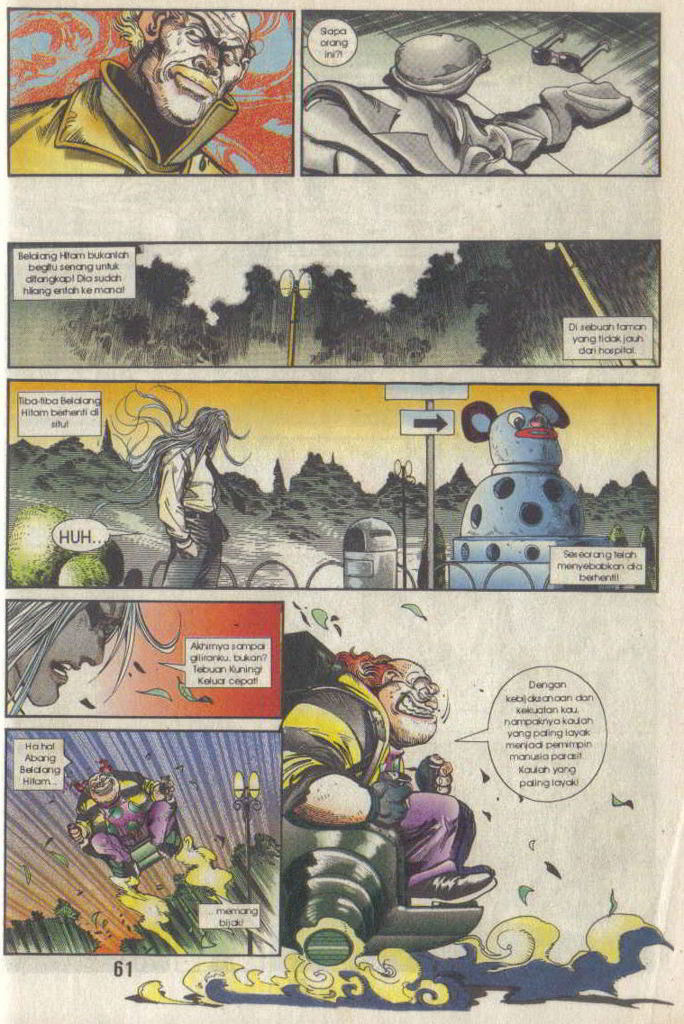 Siapa
orang
ini?!
Belalang Hitam bukanlah
begitu senang untuk
ditangkap! Dia sudah
hilang entah ke mana!
Di sebuah taman
yang tidak jauh
dari hospital.
Tiba-tiba Belalang
Hitam berhenti di
situ!
HUH...
Seseorang telah
menyebabkan dia
berhenti!
Akhirnya sampai
giliranku, bukan?
Tebuan Kuning!
Keluar cepat!
Dengan
kebijaksanaan dan
kekuatan kau,
nampaknya kaulah
yang paling layak
menjadi pemimpin
manusia parasit.
Kaulah yang
paling layak!
Ha ha!
Abang
Belalang
Hitam...
... memang
bijak!
61